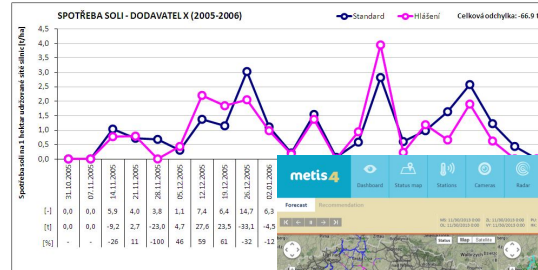 SPOTŘEBA SOLI - DODAVATEL X (2005-2006)
Standard
Hlášení
Celková odchylka: -66.9 t
Spotřeba soli na 1 hektar udržované sítě silnic [t/ha]
4,5
4,0
3,5
3,0
2,5
2,0
1,5
1,0
0,5
0,0
31.10.2005 07.11.2005 14.11.2005 21.11.2005 28.11.2005 05.12.2005 12.12.2005 19.12.2005 26.12.2005 02.01.2006
[-] 0,0 0,0 5,9 4,0 3,8 1,1 7,4 6,4 14,7 6,3
[t] 0,0 0,0 -9,2 2,7 -23,0 4,7 27,6 23,5 -33,1 -4,5
[%] - - -26 11 -100 46 59 61 -32 -12
metis4
Dashboard
Status map
Stations
Cameras
Radar
Forecast
Recommendation
Status
Map
Satellite